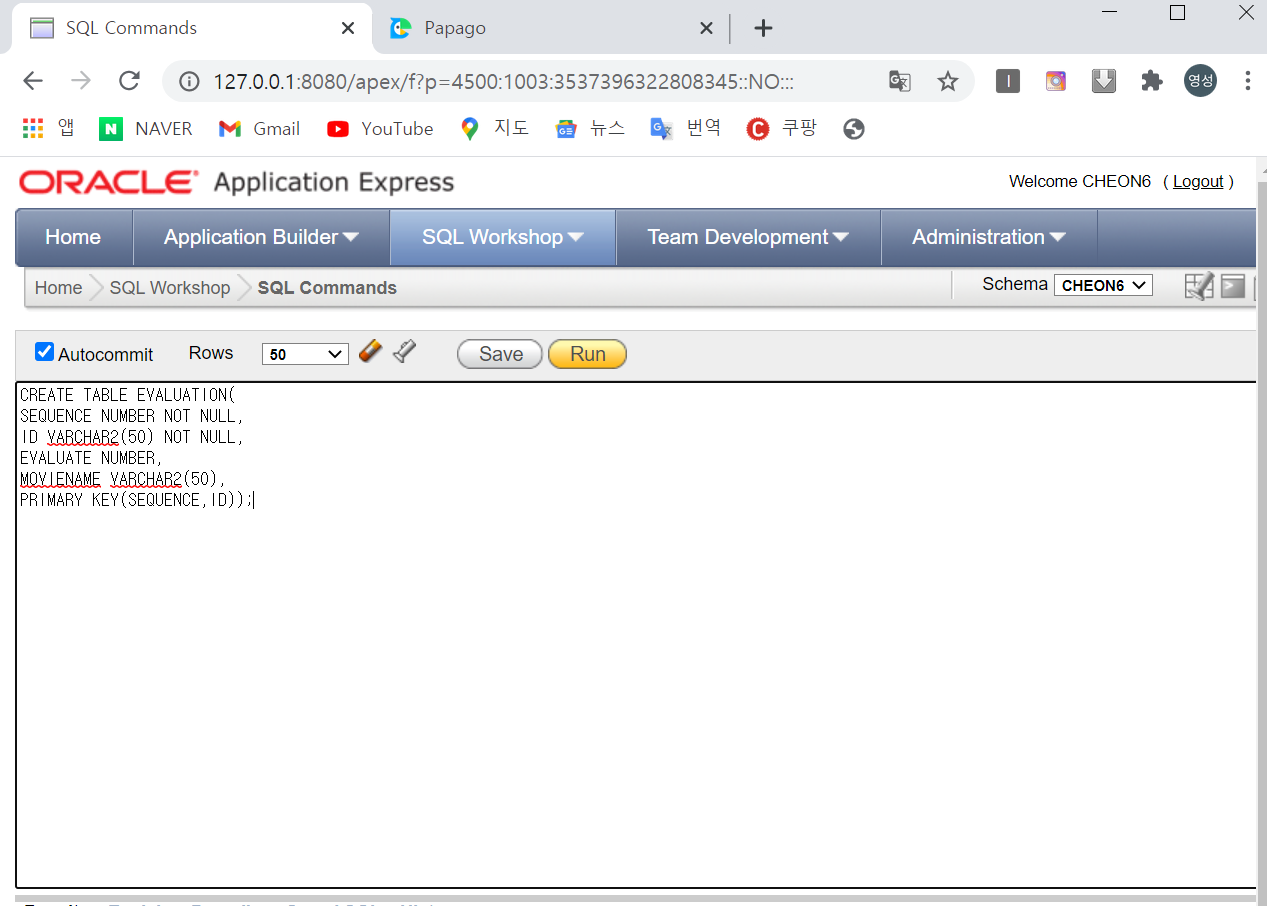 SQL Commands
Papago
127.0.0.1:8080/apex/f?p=4500:1003:3537396322808345::NO:::
영성
앱 NAVER Gmail YouTube 지도 뉴스 번역 쿠팡
ORACLE Application Express
Welcome CHEON6 ( Logout )
Home Application Builder SQL Workshop Team Development Administration
Home SQL Workshop SQL Commands
Schema CHEON6
Autocommit Rows 50 Save Run
CREATE TABLE EVALUATION(
SEQUENCE NUMBER NOT NULL,
ID VARCHAR2(50) NOT NULL,
EVALUATE NUMBER,
MOVIENAME VARCHAR2(50),
PRIMARY KEY(SEQUENCE,ID));